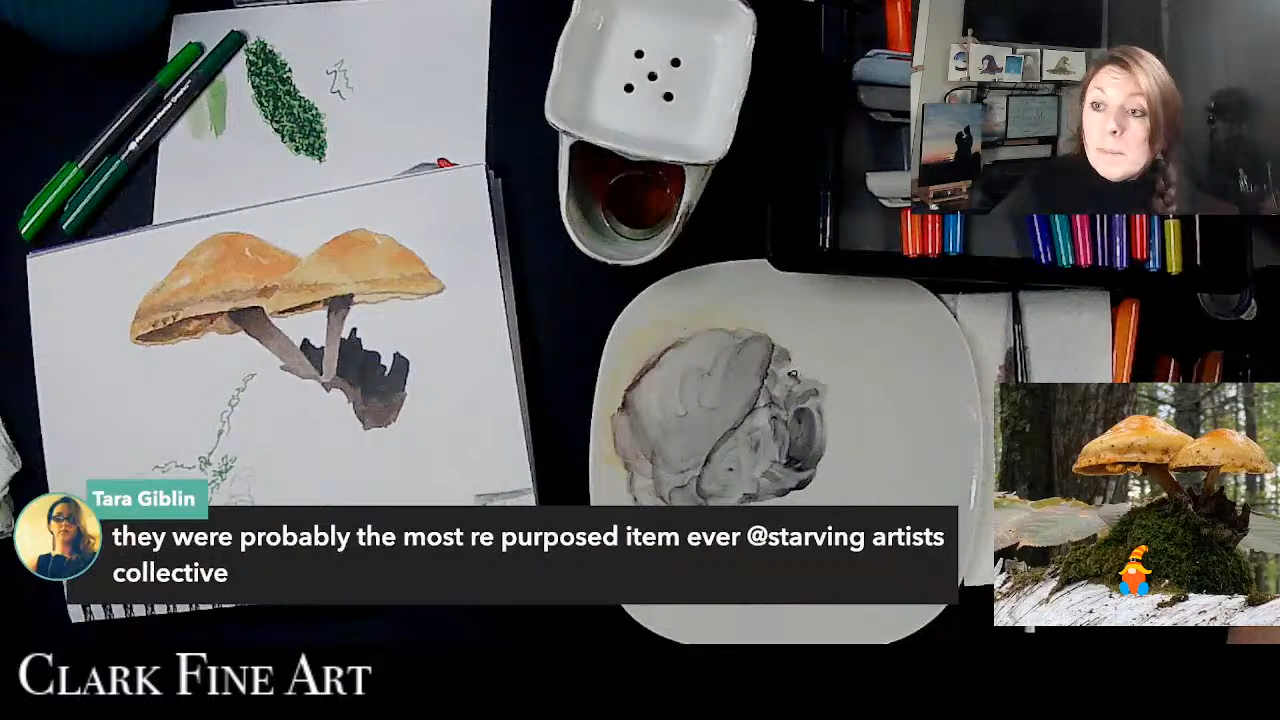 Tara Giblin
they were probably the most re purposed item ever @starving artists
collective
CLARK FINE ART